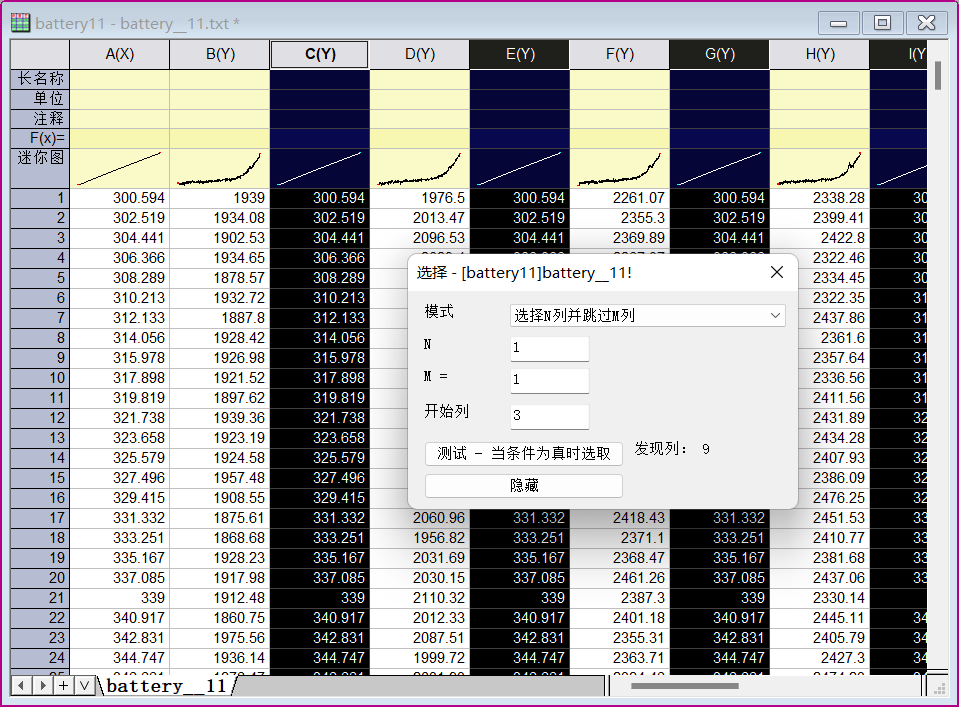 battery11 - battery__11.txt *
A(X) B(Y) C(Y) D(Y) E(Y) F(Y) G(Y) H(Y) I(Y
长名称
单位
注释
F(x)=
迷你图
1 300.594 1939 300.594 1976.5 300.594 2261.07 300.594 2338.28 30
2 302.519 1934.08 302.519 2013.47 302.519 2355.3 302.519 2399.41 30
3 304.441 1902.53 304.441 2096.53 304.441 2369.89 304.441 2422.8 30
4 306.366 1934.65 306.366 2322.46 30
5 308.289 1878.57 308.289 2334.45 30
6 310.213 1932.72 310.213 2322.35 31
7 312.133 1887.8 312.133 2437.86 31
8 314.056 1928.42 314.056 2361.6 31
9 315.978 1926.98 315.978 2357.64 31
10 317.898 1921.52 317.898 2336.56 31
11 319.819 1897.62 319.819 2411.56 31
12 321.738 1939.36 321.738 2431.89 32
13 323.658 1923.19 323.658 2434.28 32
14 325.579 1924.58 325.579 2407.93 32
15 327.496 1957.48 327.496 2386.09 32
16 329.415 1908.55 329.415 2476.25 32
17 331.332 1875.61 331.332 2060.96 331.332 2418.43 331.332 2451.53 33
18 333.251 1868.68 333.251 1956.82 333.251 2371.1 333.251 2410.77 33
19 335.167 1928.23 335.167 2031.69 335.167 2368.47 335.167 2381.68 33
20 337.085 1917.98 337.085 2030.15 337.085 2461.26 337.085 2437.06 33
21 339 1912.48 339 2110.32 339 2387.3 339 2330.14
22 340.917 1860.75 340.917 2012.33 340.917 2401.18 340.917 2445.11 34
23 342.831 1975.56 342.831 2087.51 342.831 2355.31 342.831 2405.79 34
24 344.747 1936.14 344.747 1999.72 344.747 2363.71 344.747 2427.3 34
battery__11
选择 - [battery11]battery__11!
模式 选择N列并跳过M列
N 1
M = 1
开始列 3
测试 - 当条件为真时选取 发现列: 9
隐藏